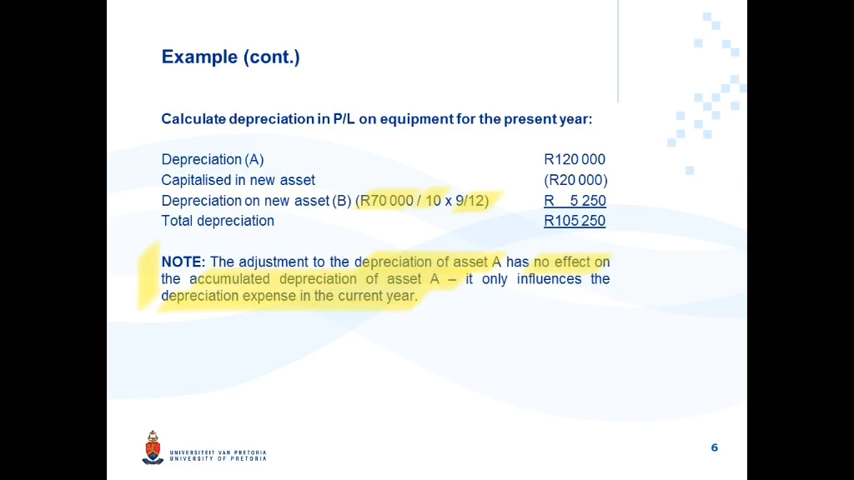 Example (cont.)
Calculate depreciation in P/L on equipment for the present year:
Depreciation (A) R120 000
Capitalised in new asset (R20 000)
Depreciation on new asset (B) (R70 000 / 10 x 9/12) R 5 250
Total depreciation R105 250
NOTE: The adjustment to the depreciation of asset A has no effect on
the accumulated depreciation of asset A – it only influences the
depreciation expense in the current year.
UNIVERSITEIT VAN PRETORIA
UNIVERSITY OF PRETORIA
6